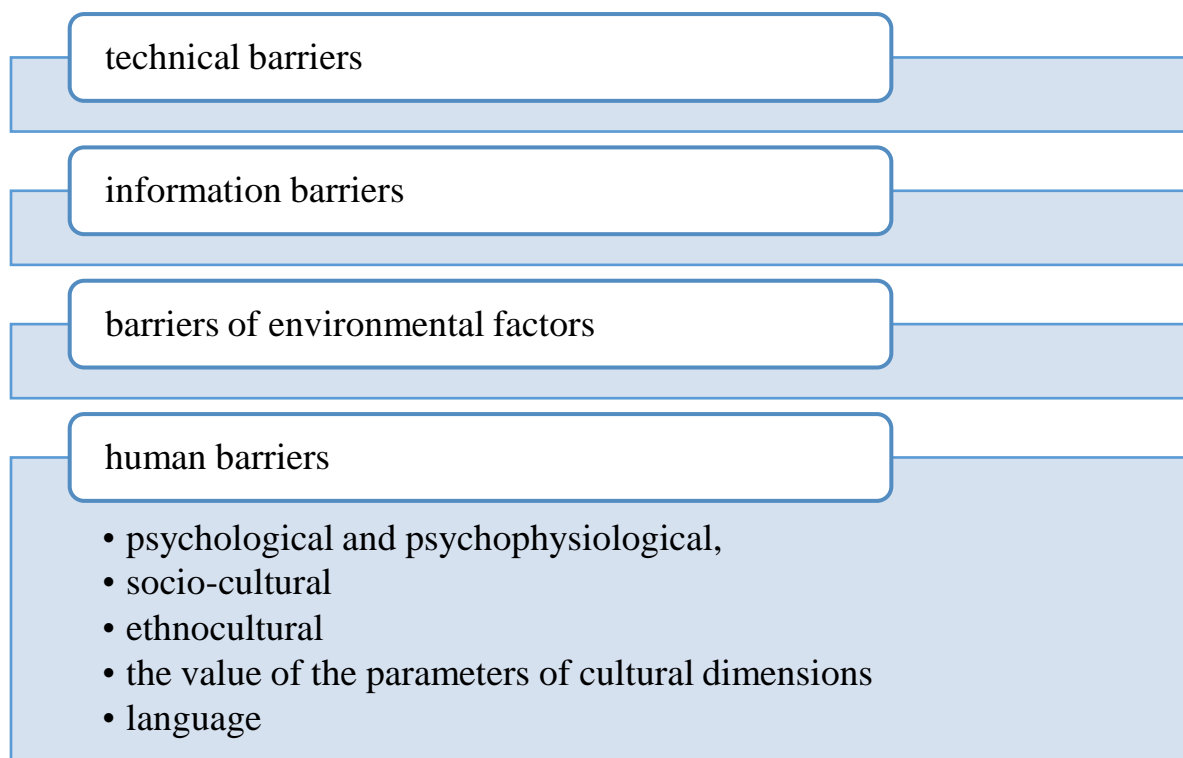 technical barriers
information barriers
barriers of environmental factors
human barriers
• psychological and psychophysiological,
• socio-cultural
• ethnocultural
• the value of the parameters of cultural dimensions
• language